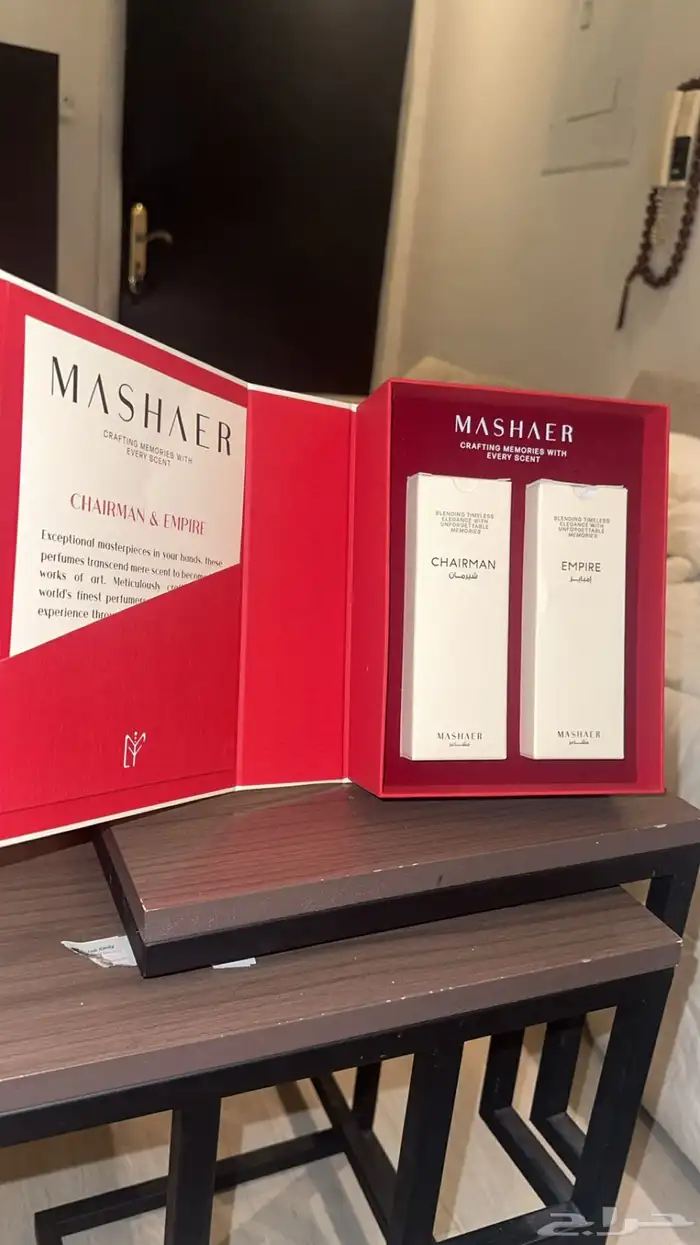 MASHAER
CRAFTING MEMORIES WITH
EVERY SCENT
CHAIRMAN & EMPIRE
Exceptional masterpieces in your hands, these
perfumes transcend mere scent to become
works of art. Meticulously
world's finest perfumers
experience
MASHAER
CRAFTING MEMORIES WITH
EVERY SCENT
BLENDING TIMELESS
ELEGANCE WITH
UNFORGETTABLE
MEMORIES
CHAIRMAN
شيرمان
MASHAER
مشاعر
BLENDING TIMELESS
ELEGANCE WITH
UNFORGETTABLE
MEMORIES
EMPIRE
إمباير
MASHAER
مشاعر
حراج